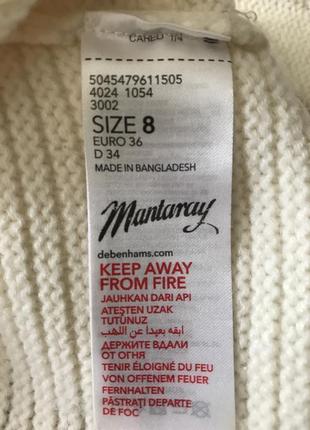 CARED 1/4
5045479611505
4024 1054
3002
SIZE 8
EURO 36
D 34
MADE IN BANGLADESH
Mantaray
debenhams.com
KEEP AWAY
FROM FIRE
JAUHKAN DARI API
ATEŞTEN UZAK
TUTUNUZ
ابقه بعيدا عن اللهب
ДЕРЖИТЕ ВДАЛИ
ОТ ОГНЯ
TENIR ÉLOIGNÉ DU FEU
VON OFFENEM FEUER
FERNHALTEN
PĂSTRAŢI DEPARTE
DE FOC